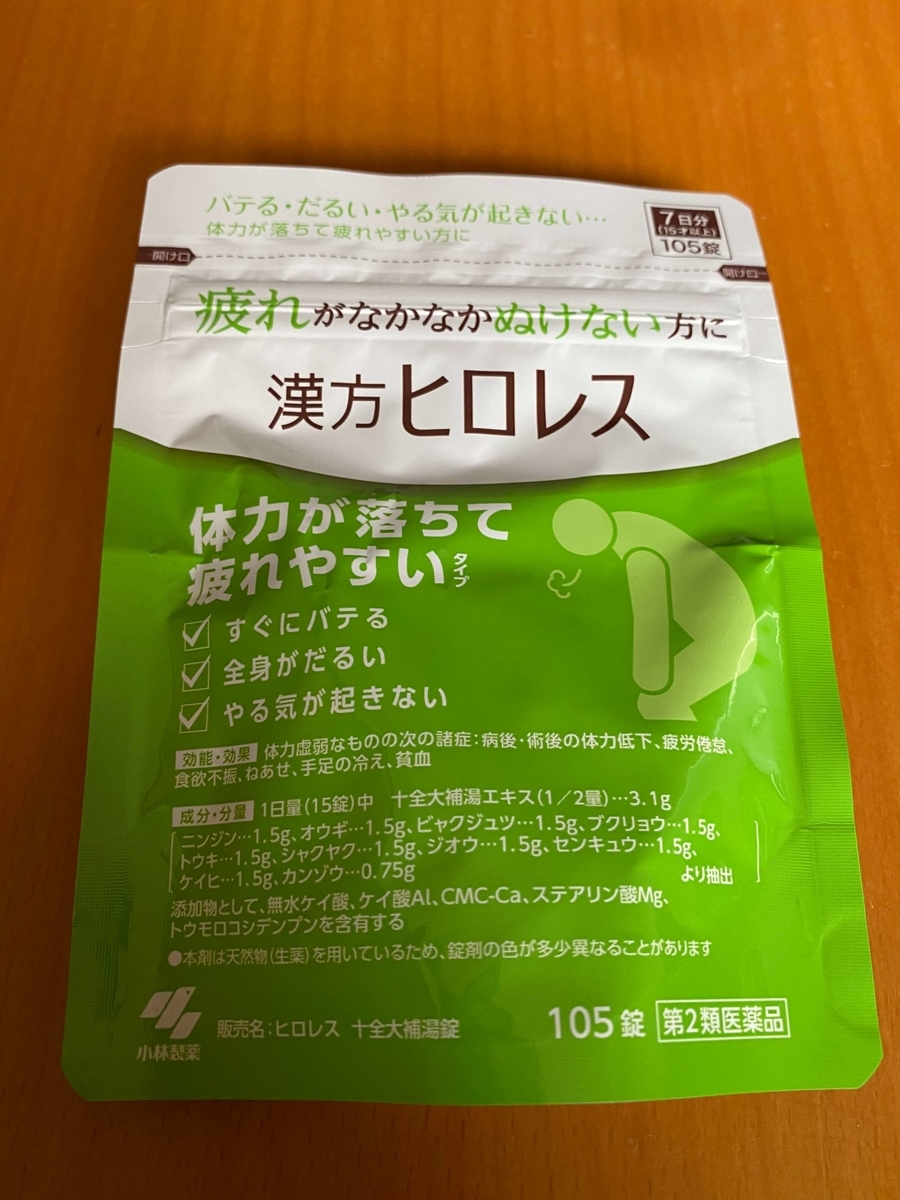 バテる・だるい・やる気が起きない…
体力が落ちて疲れやすい方に
7日分
(15才以上)
105錠
開け口
開け口
疲れがなかなかぬけない方に
漢方ヒロレス
体力が落ちて
疲れやすいタイプ
すぐにバテる
全身がだるい
やる気が起きない
効能・効果 体力虚弱なものの次の諸症:病後・術後の体力低下、疲労倦怠、
食欲不振、ねあせ、手足の冷え、貧血
成分・分量 1日量(15錠)中 十全大補湯エキス(1/2量)…3.1g
ニンジン…1.5g、オウギ…1.5g、ビャクジュツ…1.5g、ブクリョウ…1.5g、
トウキ…1.5g、シャクヤク…1.5g、ジオウ…1.5g、センキュウ…1.5g、
ケイヒ…1.5g、カンゾウ…0.75g より抽出
添加物として、無水ケイ酸、ケイ酸Al、CMC-Ca、ステアリン酸Mg、
トウモロコシデンプンを含有する
●本剤は天然物(生薬)を用いているため、錠剤の色が多少異なることがあります
小林製薬
販売名:ヒロレス 十全大補湯錠
105錠 第2類医薬品